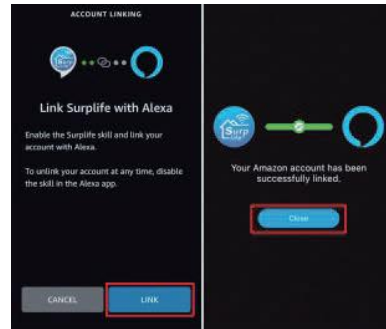 ACCOUNT LINKING
Surp
Link Surplife with Alexa
Enable the Surplife skill and link your
account with Alexa.
To unlink your account at any time, disable
the skill in the Alexa app.
CANCEL
LINK
Surp
Your Amazon account has been
successfully linked.
Close